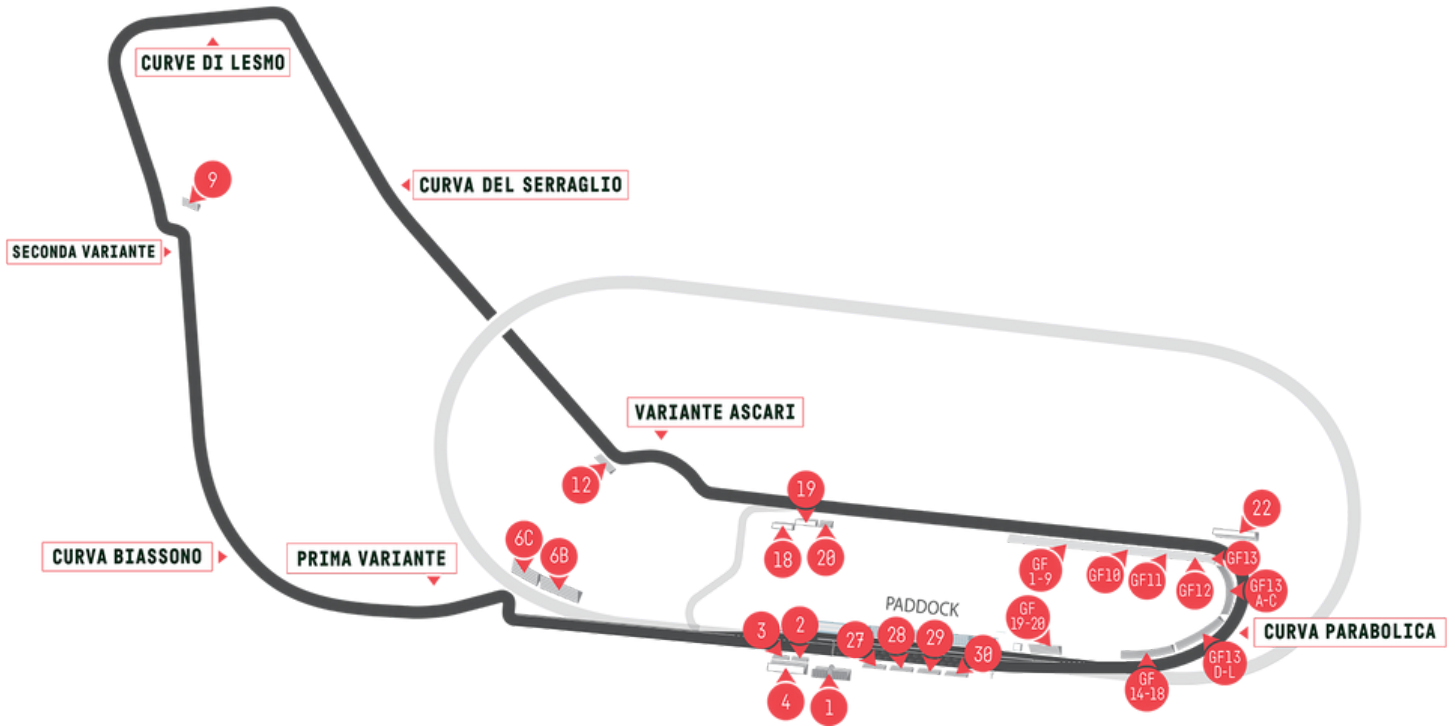 CURVE DI LESMO
9
CURVA DEL SERRAGLIO
SECONDA VARIANTE
VARIANTE ASCARI
12
19
18
20
22
6C
6B
CURVA BIASSONO
PRIMA VARIANTE
GF
1-9
GF10
GF11
GF12
GF13
GF13
A-C
PADDOCK
GF
19-20
CURVA PARABOLICA
3
2
27
28
29
30
GF13
D-L
GF
14-18
4
1